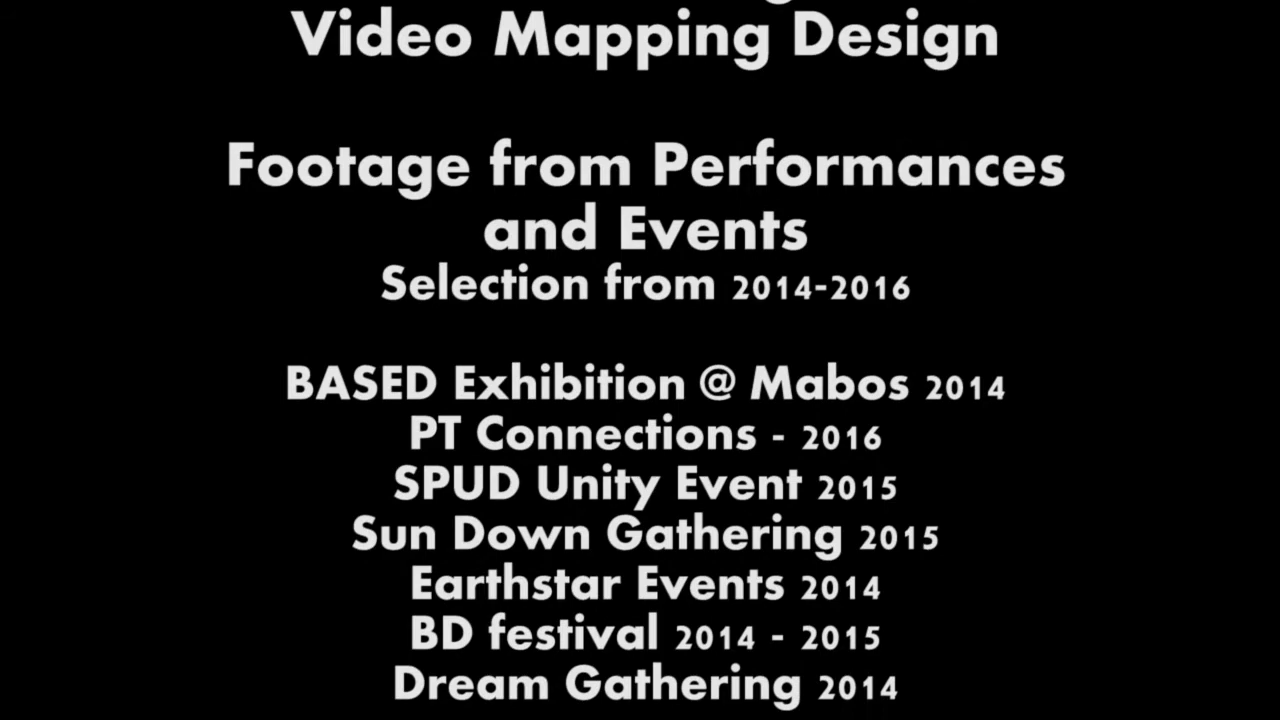 Video Mapping Design
Footage from Performances
and Events
Selection from 2014-2016
BASED Exhibition @ Mabos 2014
PT Connections - 2016
SPUD Unity Event 2015
Sun Down Gathering 2015
Earthstar Events 2014
BD festival 2014 - 2015
Dream Gathering 2014